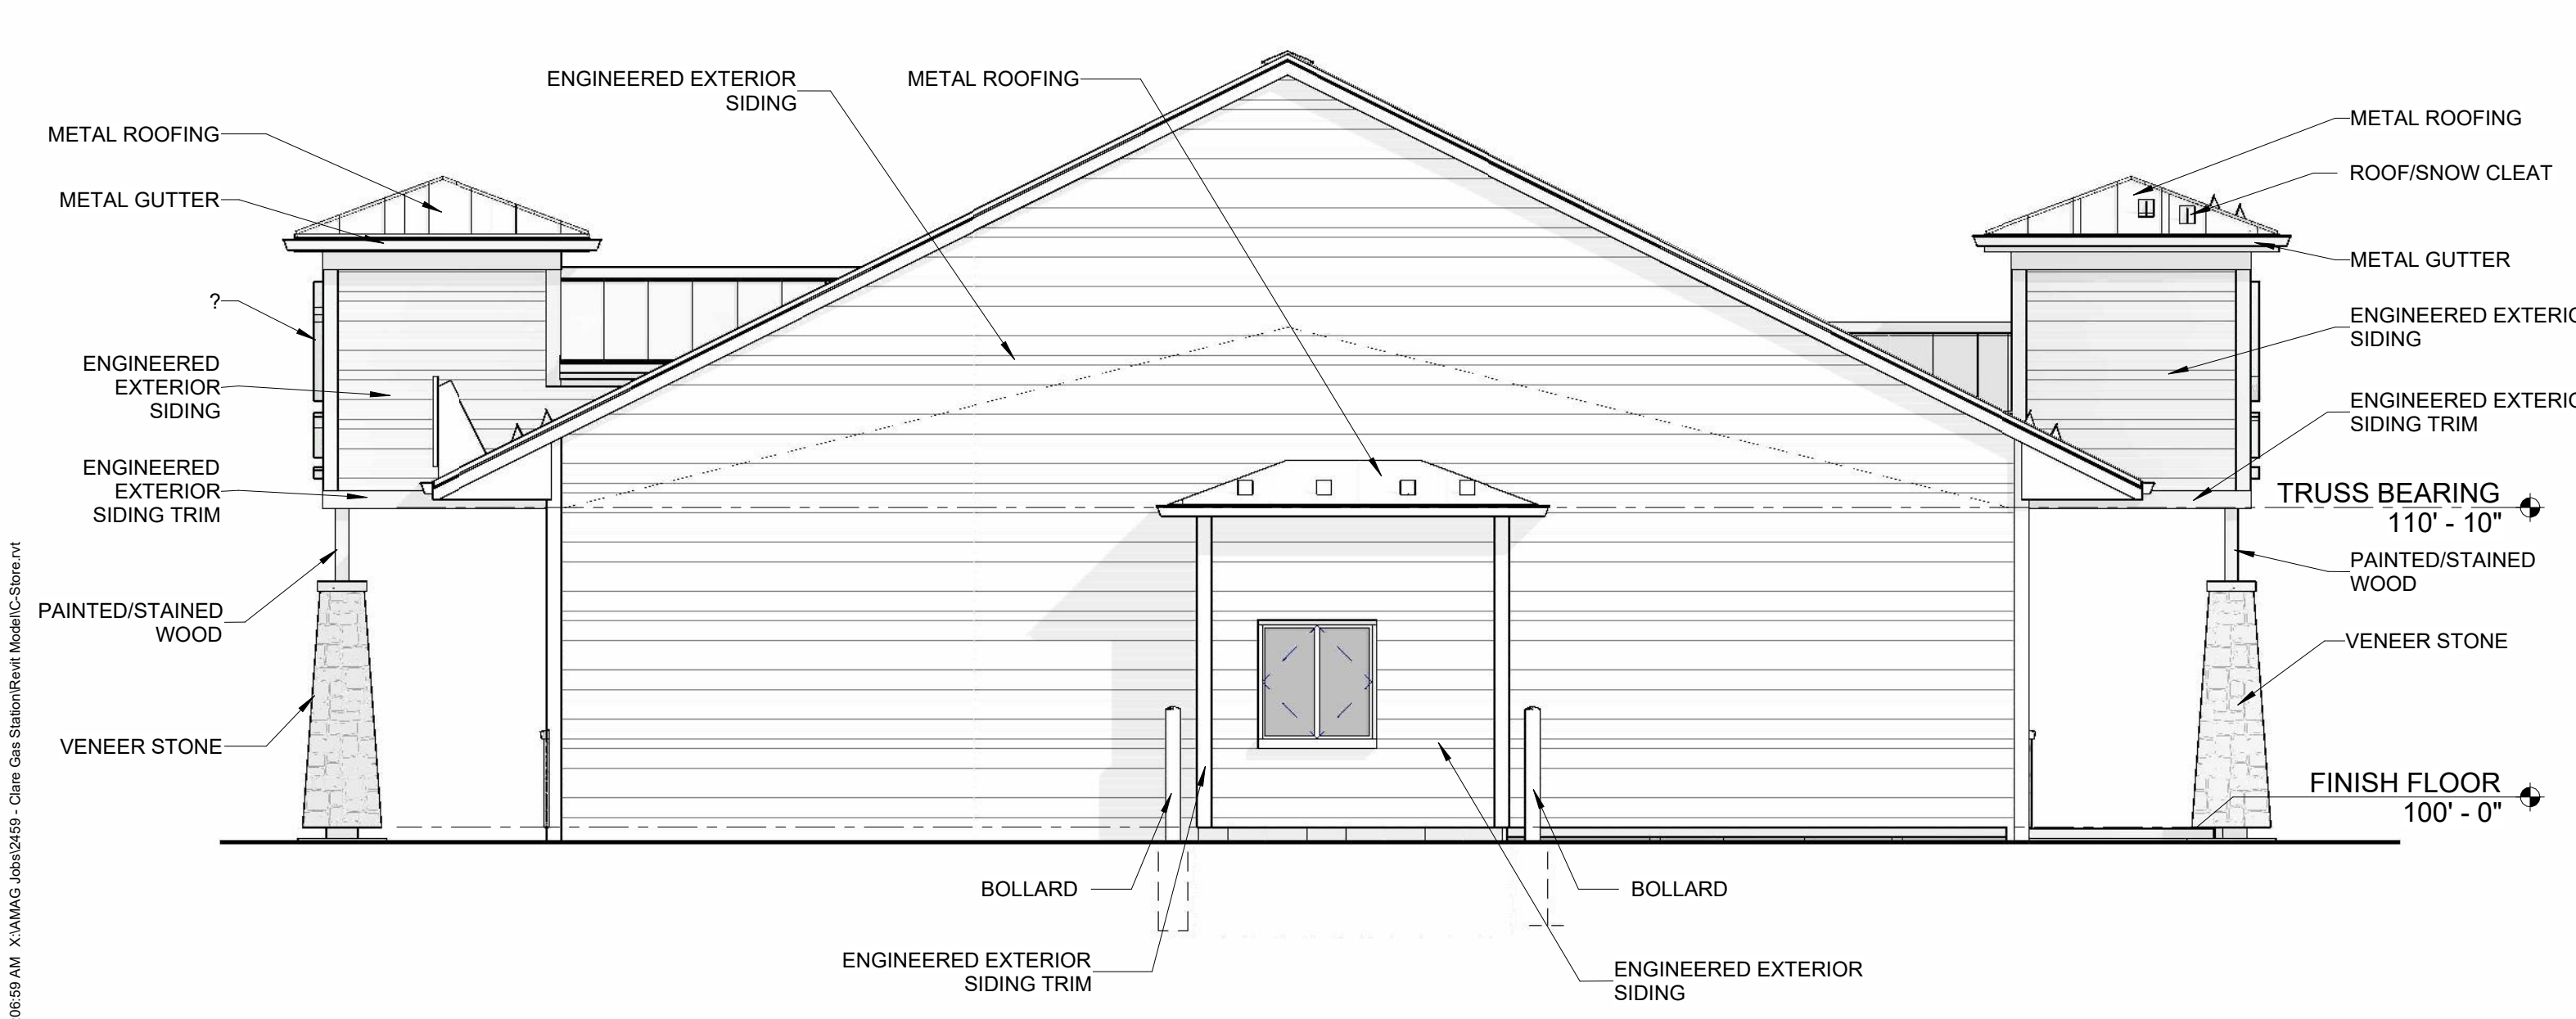 ENGINEERED EXTERIOR
SIDING
METAL ROOFING
METAL ROOFING
METAL GUTTER
?
ENGINEERED
EXTERIOR
SIDING
ENGINEERED
EXTERIOR
SIDING TRIM
PAINTED/STAINED
WOOD
VENEER STONE
METAL ROOFING
ROOF/SNOW CLEAT
METAL GUTTER
ENGINEERED EXTERIO
SIDING
ENGINEERED EXTERIO
SIDING TRIM
TRUSS BEARING
110' - 10"
PAINTED/STAINED
WOOD
VENEER STONE
FINISH FLOOR
100' - 0"
BOLLARD
BOLLARD
ENGINEERED EXTERIOR
SIDING TRIM
ENGINEERED EXTERIOR
SIDING
06:59 AM X:\AMAG Jobs\2459 - Clare Gas Station\Revit Model\C-Store.rvt